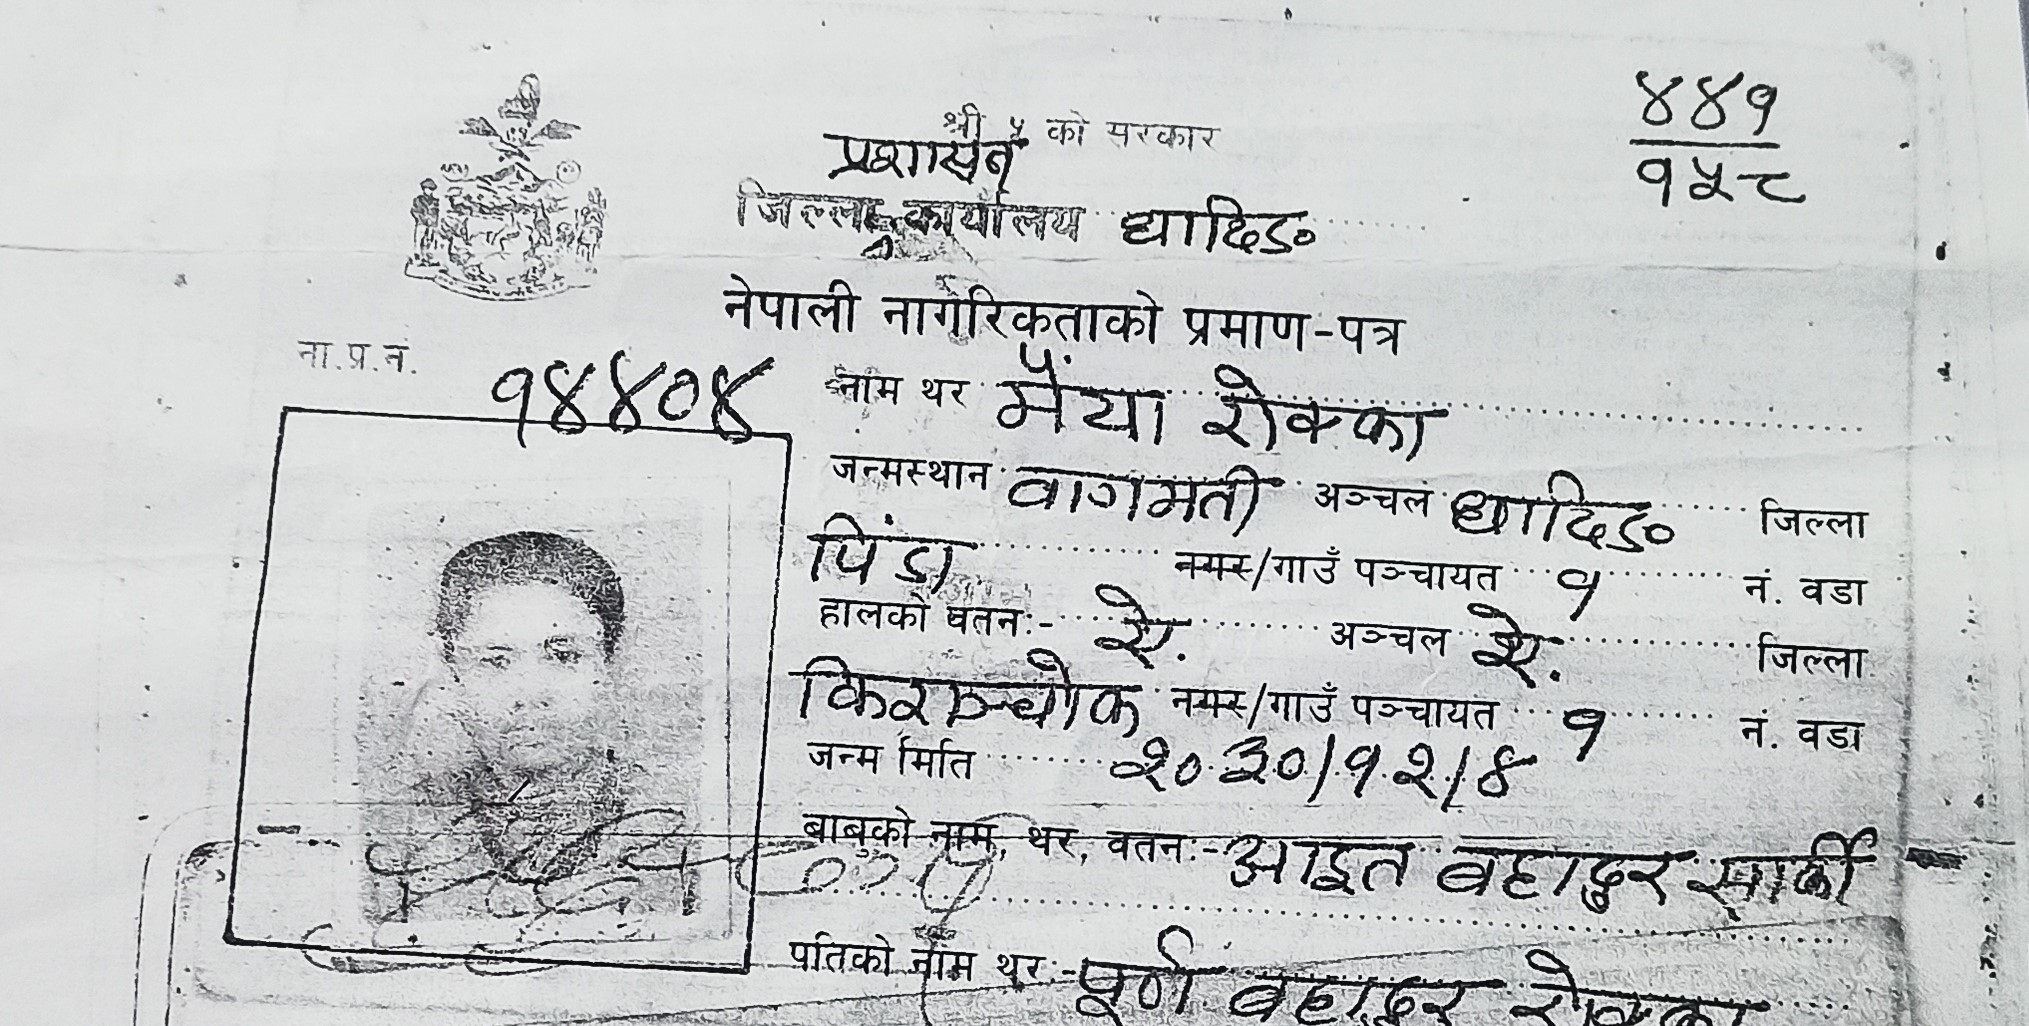 ४४१
१५८
श्री ५ को सरकार
प्रशासन
जिल्ला कार्यालय धादिङ
नेपाली नागरिकताको प्रमाण-पत्र
ना.प्र.नं. १४४०४
नाम थर मैंया रोक्का
जन्मस्थान वागमती अञ्चल धादिङ जिल्ला
पिंडा नगर/गाउँ पञ्चायत १ नं. वडा
हालको वतन:- ऐ. अञ्चल ऐ. जिल्ला
किरान्चोक नगर/गाउँ पञ्चायत १ नं. वडा
जन्म मिति २०३०/१२/४
बाबुको नाम, थर, वतन:- आइत वहादुर सार्की
पतिको नाम थर:- पूर्ण वहादुर रोक्का